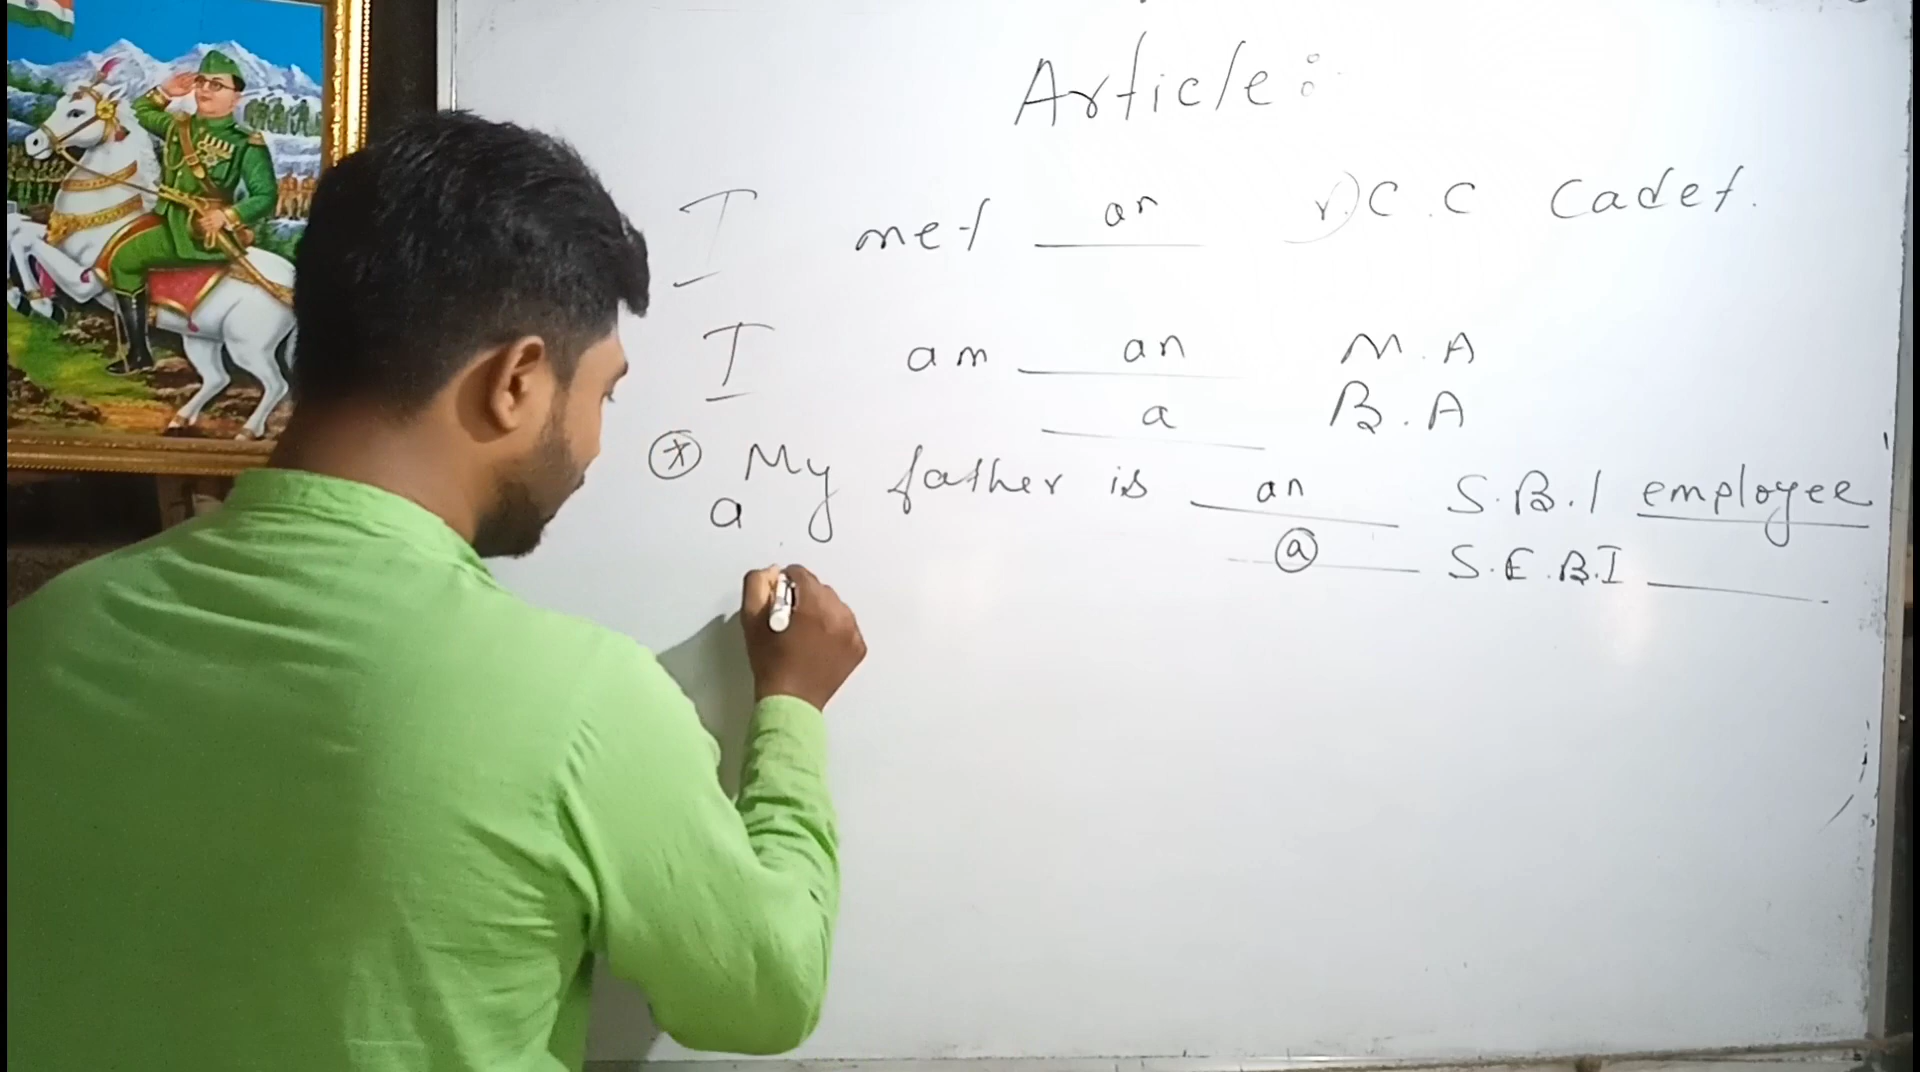 Article:
I met an N.C.C Cadet.
I am an M.A
a B.A
* My father is an S.B.I employee
a
a S.E.B.I